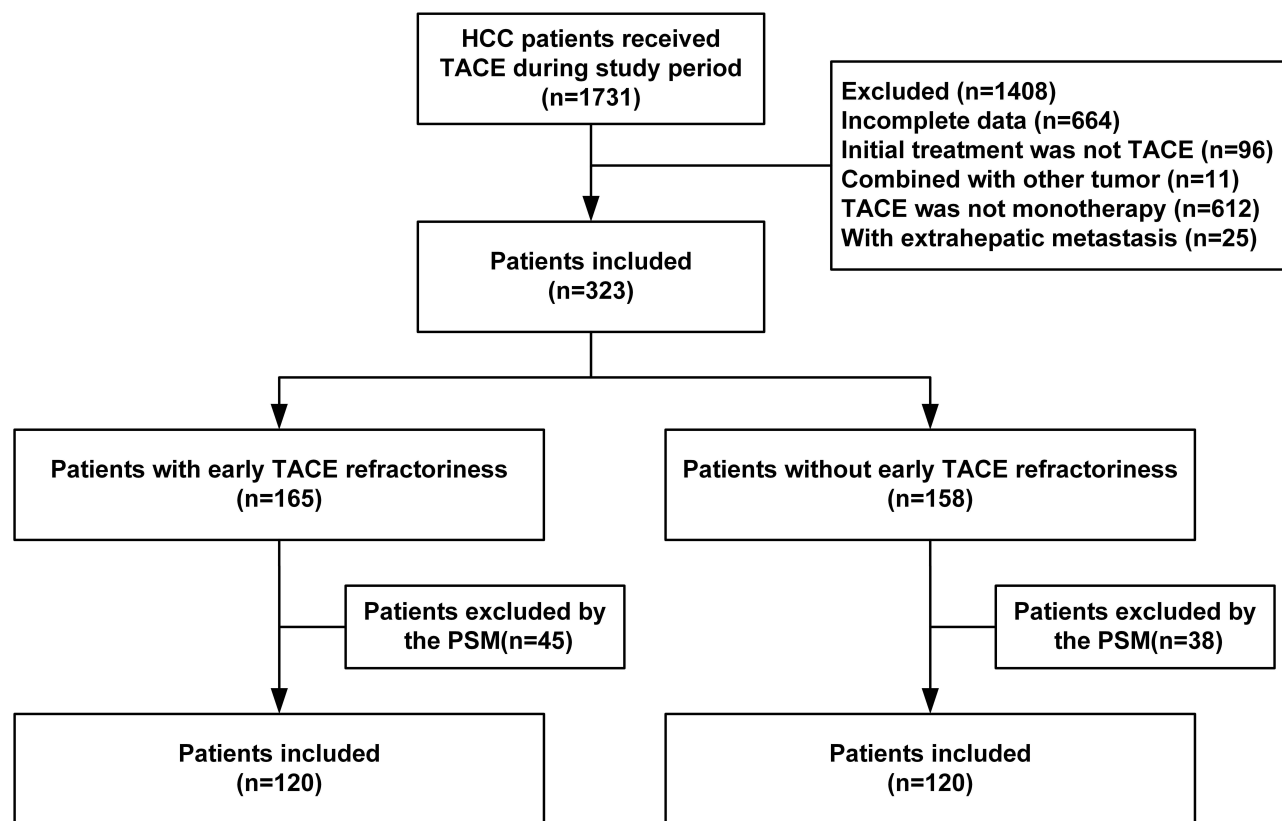 HCC patients received
TACE during study period
(n=1731)
Excluded (n=1408)
Incomplete data (n=664)
Initial treatment was not TACE (n=96)
Combined with other tumor (n=11)
TACE was not monotherapy (n=612)
With extrahepatic metastasis (n=25)
Patients included
(n=323)
Patients with early TACE refractoriness
(n=165)
Patients without early TACE refractoriness
(n=158)
Patients excluded by
the PSM(n=45)
Patients excluded by
the PSM(n=38)
Patients included
(n=120)
Patients included
(n=120)